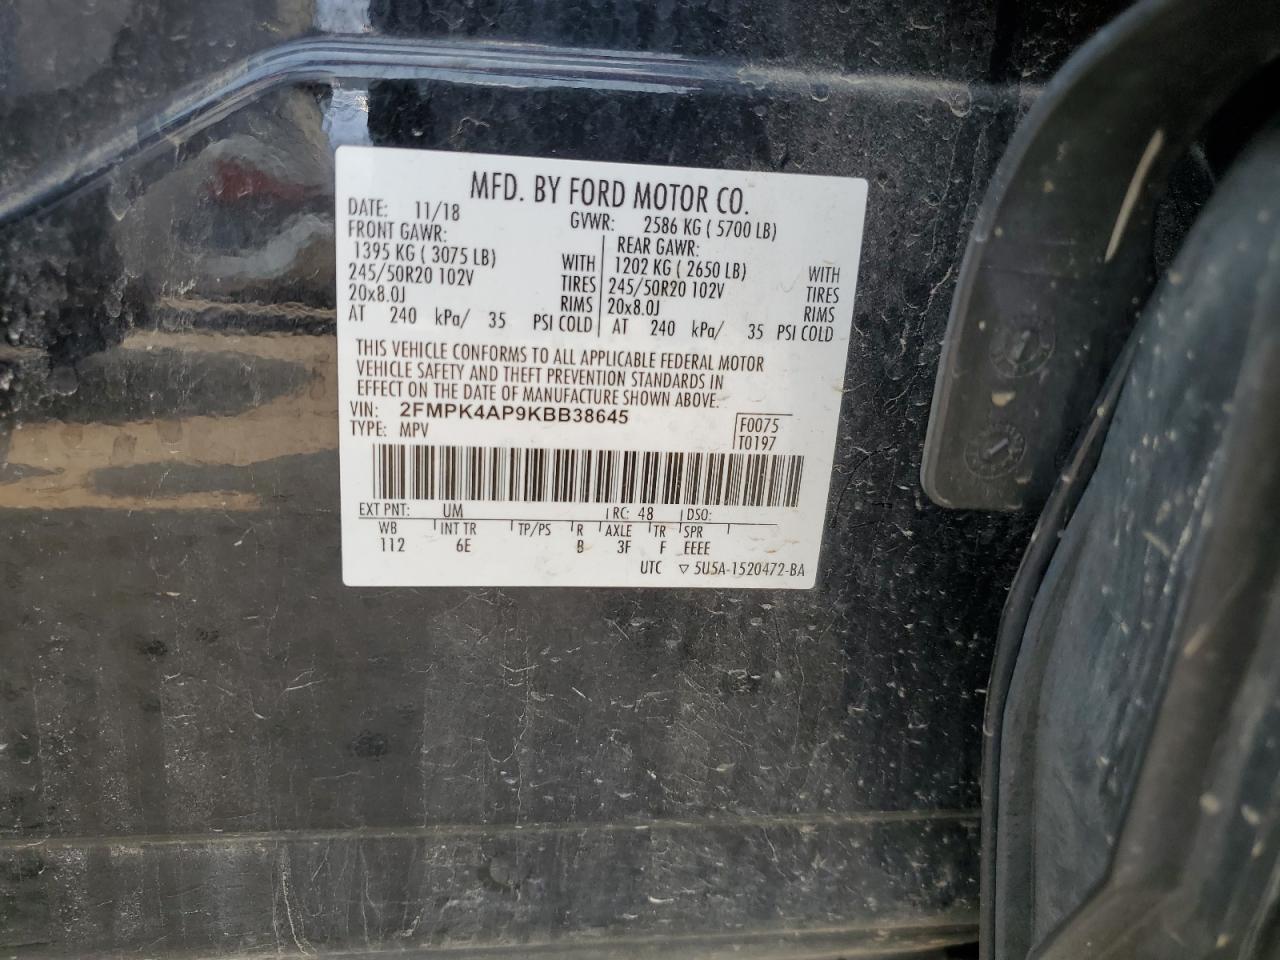 MFD. BY FORD MOTOR CO.
DATE: 11/18 GVWR: 2586 KG ( 5700 LB)
FRONT GAWR: REAR GAWR:
1395 KG ( 3075 LB) WITH 1202 KG ( 2650 LB) WITH
245/50R20 102V TIRES 245/50R20 102V TIRES
20x8.0J RIMS 20x8.0J RIMS
AT 240 kPa/ 35 PSI COLD AT 240 kPa/ 35 PSI COLD
THIS VEHICLE CONFORMS TO ALL APPLICABLE FEDERAL MOTOR
VEHICLE SAFETY AND THEFT PREVENTION STANDARDS IN
EFFECT ON THE DATE OF MANUFACTURE SHOWN ABOVE.
VIN: 2FMPK4AP9KBB38645 F0075
TYPE: MPV T0197
EXT PNT: UM RC: 48 DSO:
WB INT TR TP/PS R AXLE TR SPR
112 6E B 3F F EEEE
UTC ▽ 5U5A-1520472-BA